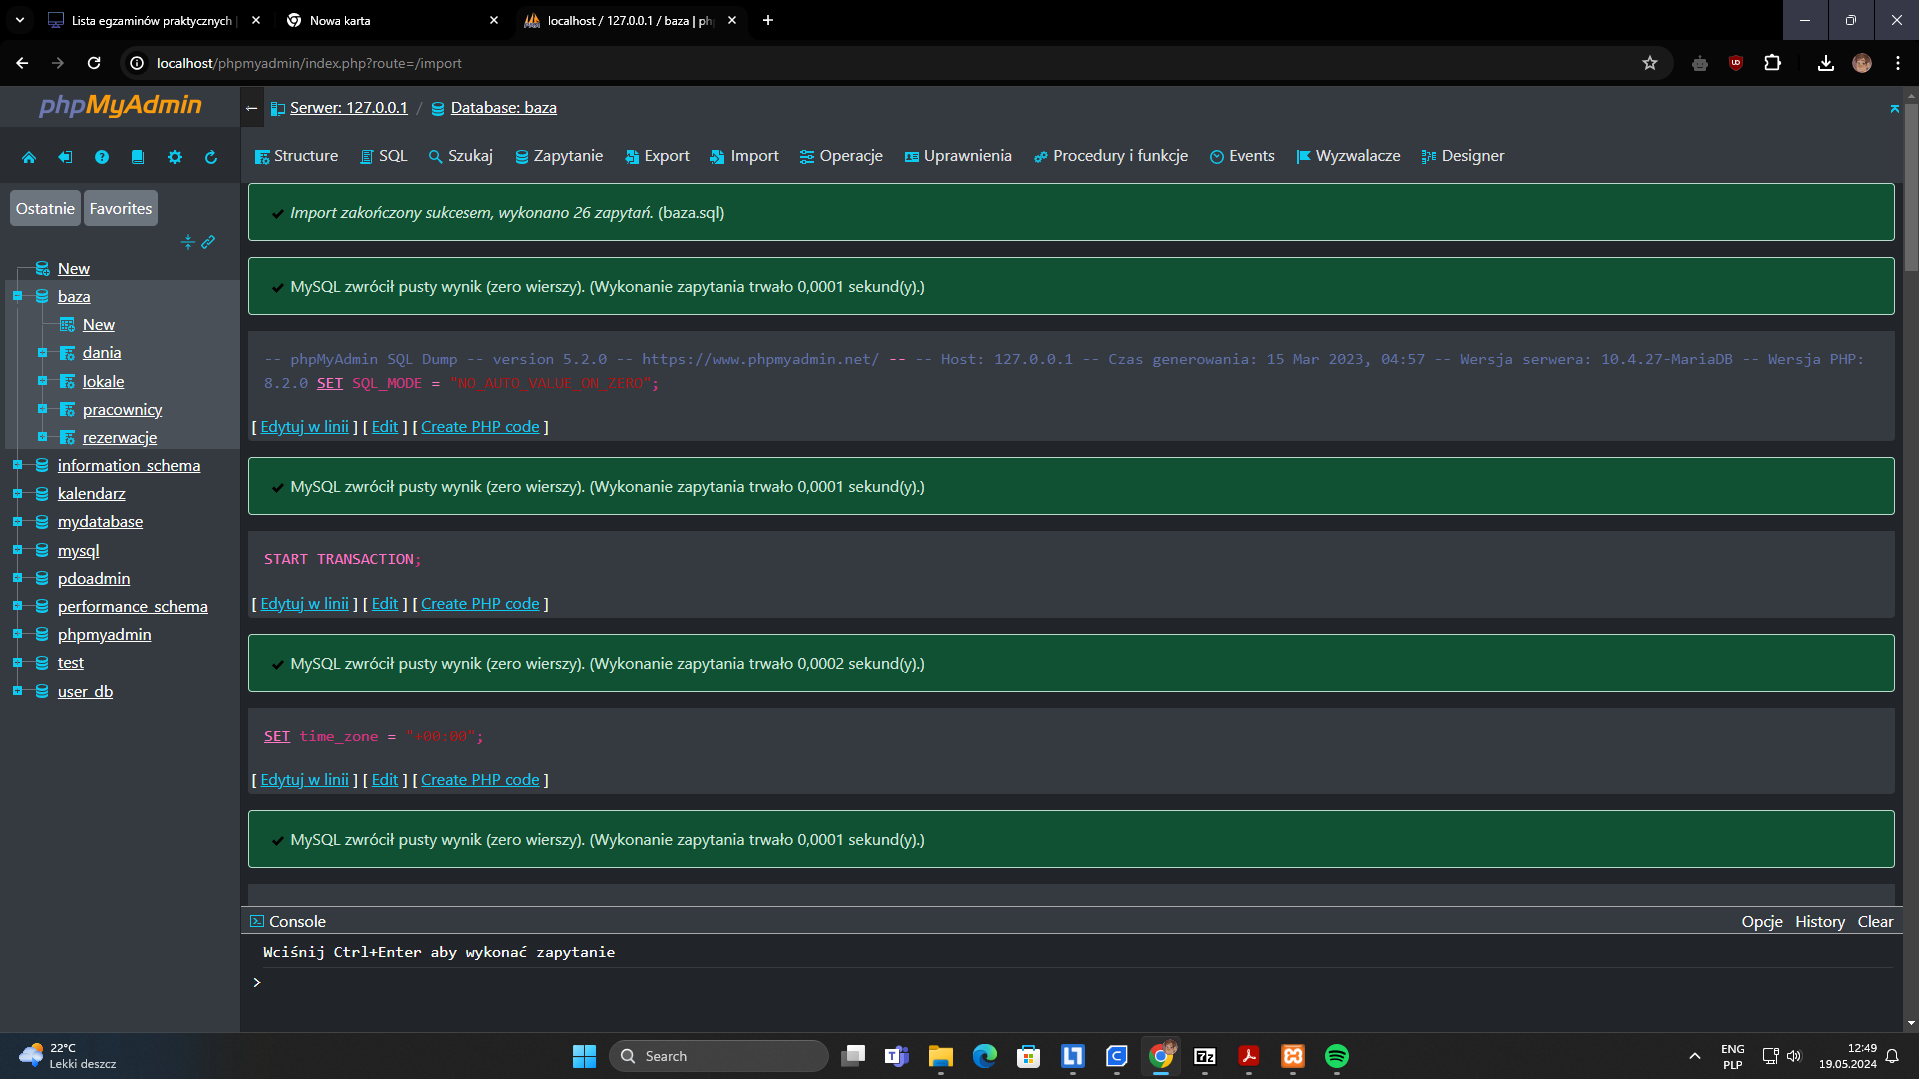 Lista egzaminów praktycznych |
Nowa karta
localhost / 127.0.0.1 / baza | ph
localhost/phpmyadmin/index.php?route=/import
phpMyAdmin
Serwer: 127.0.0.1 / Database: baza
Structure SQL Szukaj Zapytanie Export Import Operacje Uprawnienia Procedury i funkcje Events Wyzwalacze Designer
Ostatnie Favorites
New
baza
New
dania
lokale
pracownicy
rezerwacje
information_schema
kalendarz
mydatabase
mysql
pdoadmin
performance_schema
phpmyadmin
test
user_db
Import zakończony sukcesem, wykonano 26 zapytań. (baza.sql)
MySQL zwrócił pusty wynik (zero wierszy). (Wykonanie zapytania trwało 0,0001 sekund(y).)
-- phpMyAdmin SQL Dump -- version 5.2.0 -- https://www.phpmyadmin.net/ -- -- Host: 127.0.0.1 -- Czas generowania: 15 Mar 2023, 04:57 -- Wersja serwera: 10.4.27-MariaDB -- Wersja PHP:
8.2.0 SET SQL_MODE = "NO_AUTO_VALUE_ON_ZERO";
[ Edytuj w linii ] [ Edit ] [ Create PHP code ]
MySQL zwrócił pusty wynik (zero wierszy). (Wykonanie zapytania trwało 0,0001 sekund(y).)
START TRANSACTION;
[ Edytuj w linii ] [ Edit ] [ Create PHP code ]
MySQL zwrócił pusty wynik (zero wierszy). (Wykonanie zapytania trwało 0,0002 sekund(y).)
SET time_zone = "+00:00";
[ Edytuj w linii ] [ Edit ] [ Create PHP code ]
MySQL zwrócił pusty wynik (zero wierszy). (Wykonanie zapytania trwało 0,0001 sekund(y).)
Console
Opcje History Clear
Wciśnij Ctrl+Enter aby wykonać zapytanie
>
22°C
Lekki deszcz
Search
ENG
PLP
12:49
19.05.2024